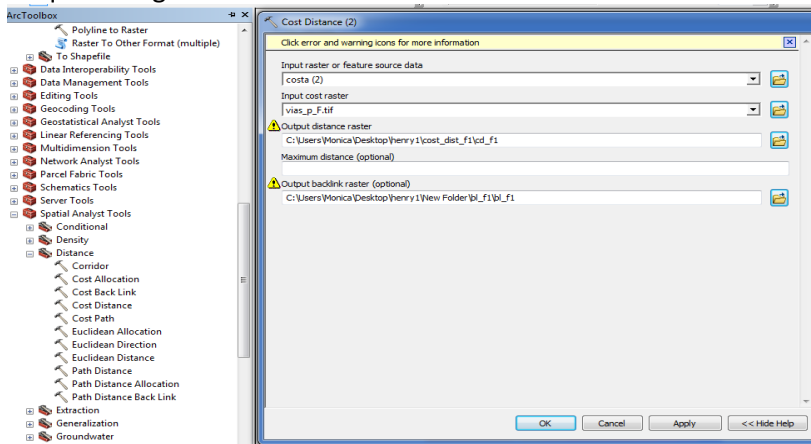 ArcToolbox
Polyline to Raster
Raster To Other Format (multiple)
To Shapefile
Data Interoperability Tools
Data Management Tools
Editing Tools
Geocoding Tools
Geostatistical Analyst Tools
Linear Referencing Tools
Multidimension Tools
Network Analyst Tools
Parcel Fabric Tools
Schematics Tools
Server Tools
Spatial Analyst Tools
Conditional
Density
Distance
Corridor
Cost Allocation
Cost Back Link
Cost Distance
Cost Path
Euclidean Allocation
Euclidean Direction
Euclidean Distance
Path Distance
Path Distance Allocation
Path Distance Back Link
Extraction
Generalization
Groundwater
Cost Distance (2)
Click error and warning icons for more information
Input raster or feature source data
costa (2)
Input cost raster
vias_p_F.tif
Output distance raster
C:\Users\Monica\Desktop\henry1\cost_dist_f1\cd_f1
Maximum distance (optional)
Output backlink raster (optional)
C:\Users\Monica\Desktop\henry1\New Folder\bl_f1\bl_f1
OK Cancel Apply << Hide Help